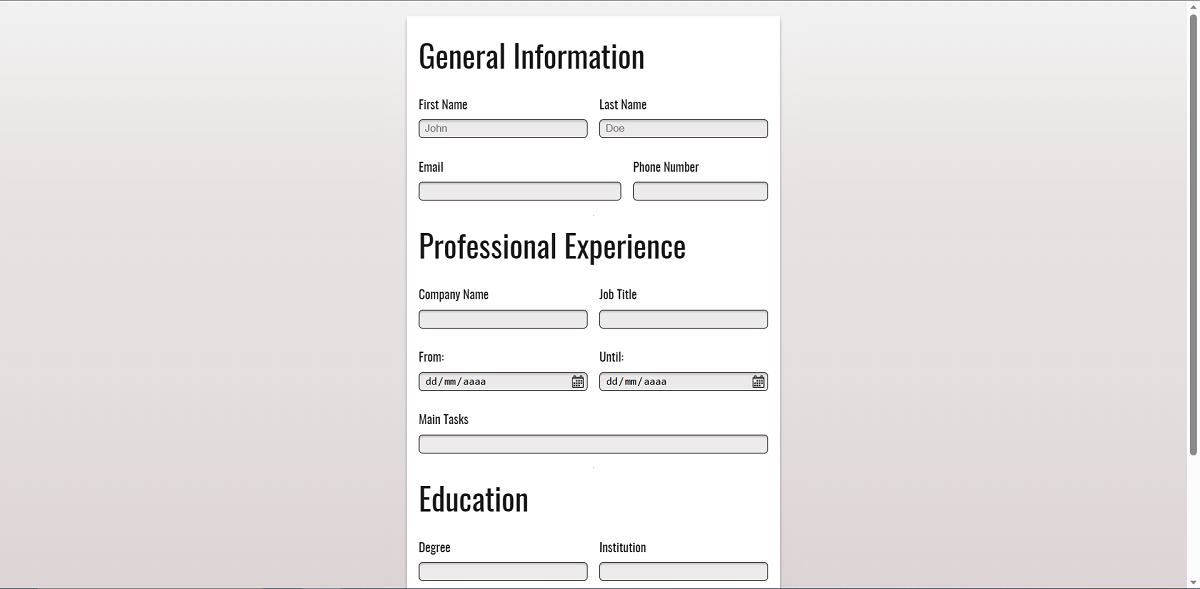 General Information
First Name Last Name
John Doe
Email Phone Number
Professional Experience
Company Name Job Title
From: Until:
dd/mm/aaaa dd/mm/aaaa
Main Tasks
Education
Degree Institution